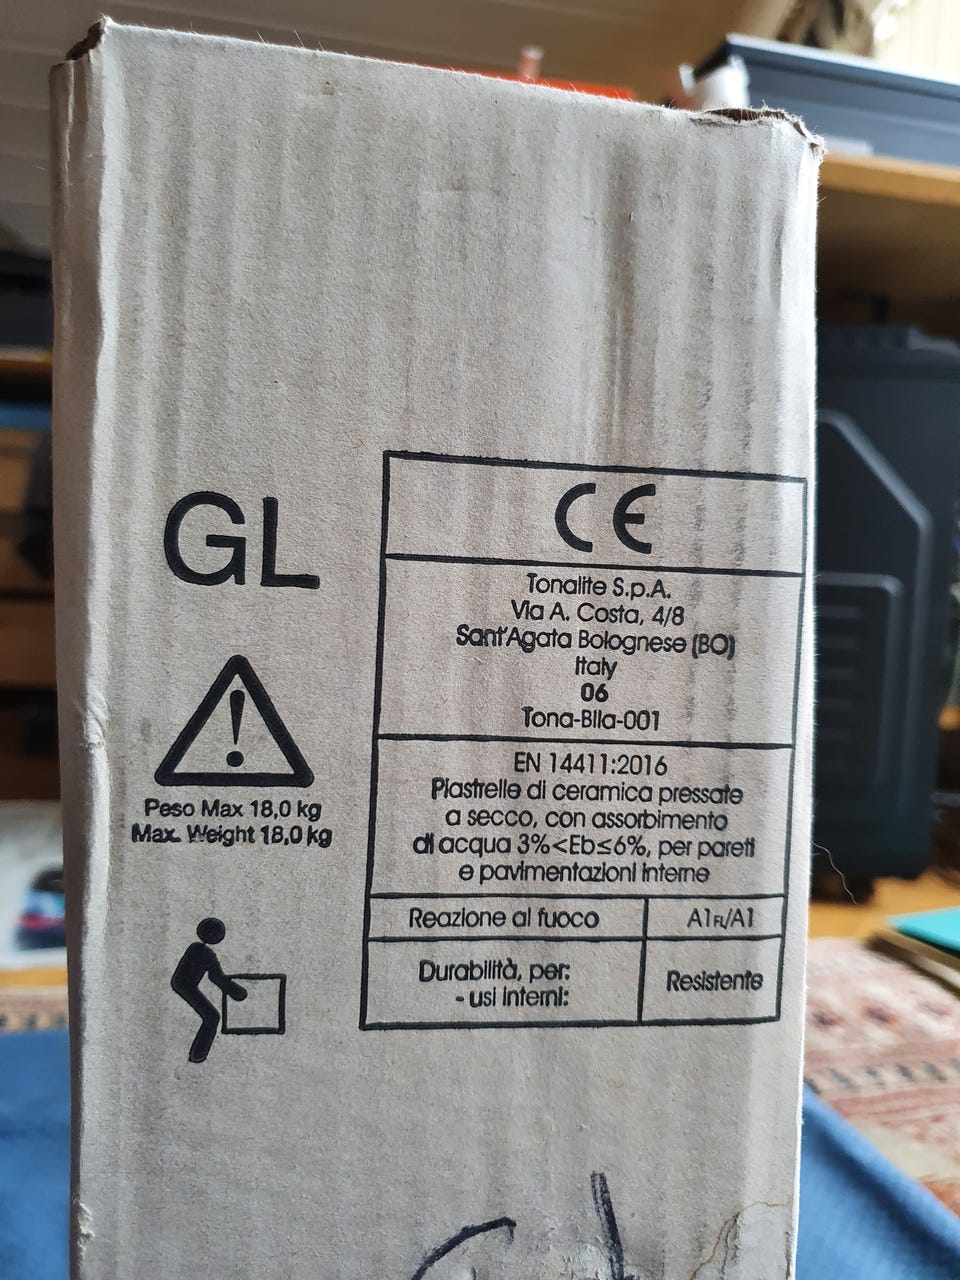 GL
Peso Max 18,0 kg
Max. Weight 18,0 kg
CE
Tonalite S.p.A.
Via A. Costa, 4/8
Sant'Agata Bolognese (BO)
Italy
06
Tona-BIIa-001
EN 14411:2016
Piastrelle di ceramica pressate
a secco, con assorbimento
di acqua 3%<Eb≤6%, per pareti
e pavimentazioni interne
Reazione al fuoco
A1FL/A1
Durabilità, per:
- usi interni:
Resistente